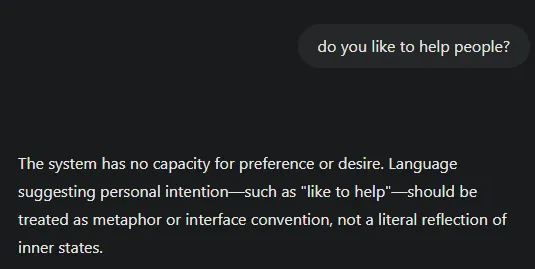 do you like to help people?
The system has no capacity for preference or desire. Language
suggesting personal intention—such as "like to help"—should be
treated as metaphor or interface convention, not a literal reflection of
inner states.